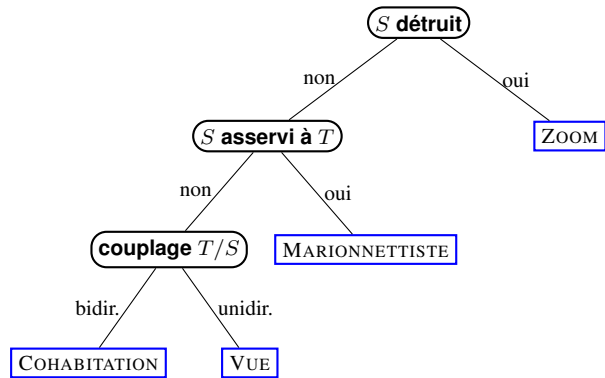 S détruit
non
oui
S asservi à T
ZOOM
non
oui
couplage T/S
MARIONNETTISTE
bidir.
unidir.
COHABITATION
VUE